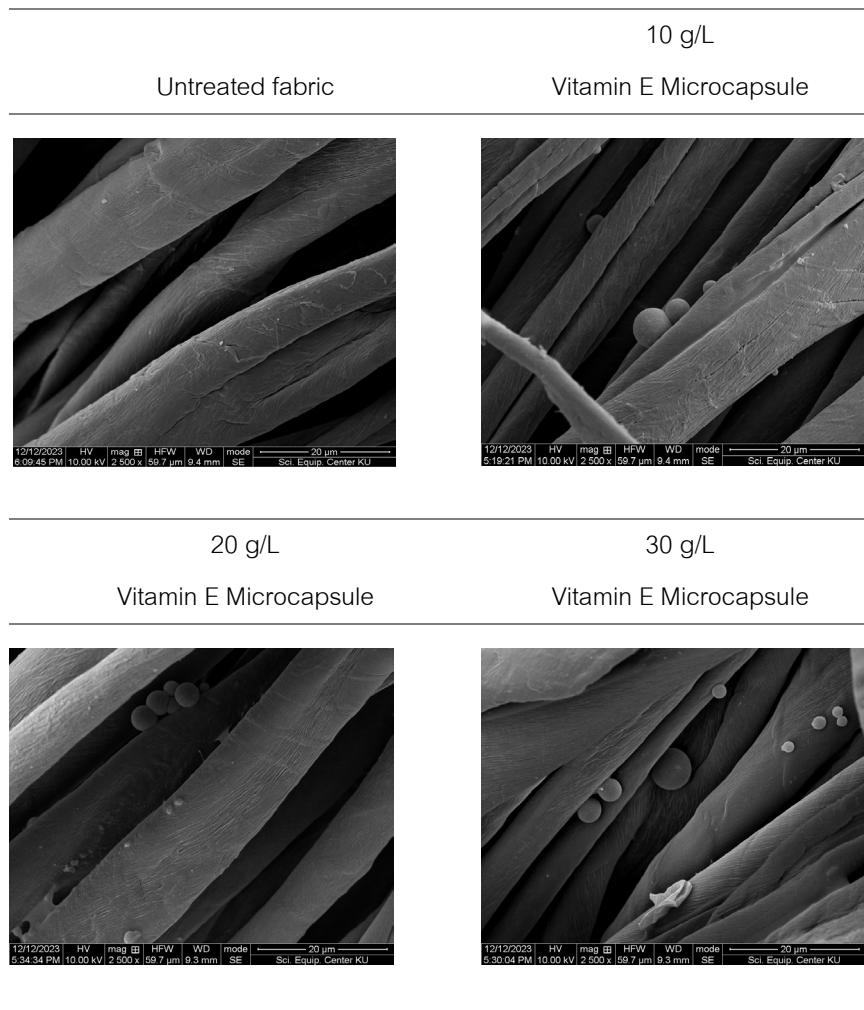 10 g/L
Untreated fabric Vitamin E Microcapsule
12/12/2023 HV mag ⊞ HFW WD mode 20 µm
6:09:45 PM 10.00 kV 2 500 x 59.7 µm 9.4 mm SE Sci. Equip. Center KU
12/12/2023 HV mag ⊞ HFW WD mode 20 µm
5:19:21 PM 10.00 kV 2 500 x 59.7 µm 9.4 mm SE Sci. Equip. Center KU
20 g/L 30 g/L
Vitamin E Microcapsule Vitamin E Microcapsule
12/12/2023 HV mag ⊞ HFW WD mode 20 µm
5:34:34 PM 10.00 kV 2 500 x 59.7 µm 9.3 mm SE Sci. Equip. Center KU
12/12/2023 HV mag ⊞ HFW WD mode 20 µm
5:30:04 PM 10.00 kV 2 500 x 59.7 µm 9.3 mm SE Sci. Equip. Center KU